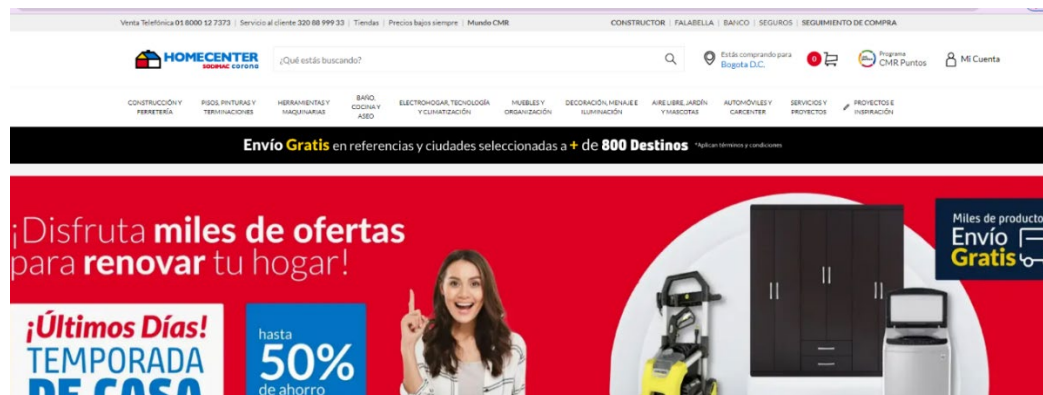 Venta Telefónica 01 8000 12 7373 | Servicio al cliente 320 88 999 33 | Tiendas | Precios bajos siempre | Mundo CMR CONSTRUCTOR | FALABELLA | BANCO | SEGUROS | SEGUIMIENTO DE COMPRA
HOMECENTER
SODIMAC corona
¿Qué estás buscando?
Estás comprando para
Bogota D.C.
0
Programa
CMR Puntos
Mi Cuenta
CONSTRUCCIÓN Y
FERRETERÍA
PISOS, PINTURAS Y
TERMINACIONES
HERRAMIENTAS Y
MAQUINARIAS
BAÑO,
COCINA Y
ASEO
ELECTROHOGAR, TECNOLOGÍA
Y CLIMATIZACIÓN
MUEBLES Y
ORGANIZACIÓN
DECORACIÓN, MENAJE E
ILUMINACIÓN
AIRE LIBRE, JARDÍN
Y MASCOTAS
AUTOMÓVILES Y
CARCENTER
SERVICIOS Y
PROYECTOS
PROYECTOS E
INSPIRACIÓN
Envío Gratis en referencias y ciudades seleccionadas a + de 800 Destinos *Aplican términos y condiciones
¡Disfruta miles de ofertas
para renovar tu hogar!
¡Últimos Días!
TEMPORADA
DE CASA
hasta
50%
de ahorro
Miles de producto
Envío
Gratis